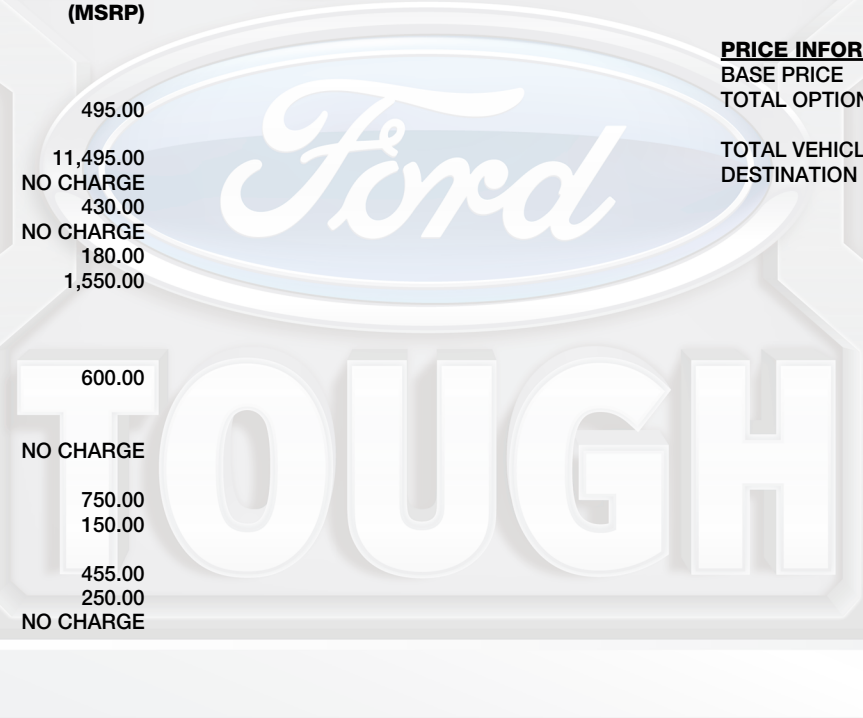 (MSRP)
495.00
11,495.00
NO CHARGE
430.00
NO CHARGE
180.00
1,550.00
600.00
NO CHARGE
750.00
150.00
455.00
250.00
NO CHARGE
PRICE INFOR
BASE PRICE
TOTAL OPTION
TOTAL VEHICL
DESTINATION
Ford
TOUGH